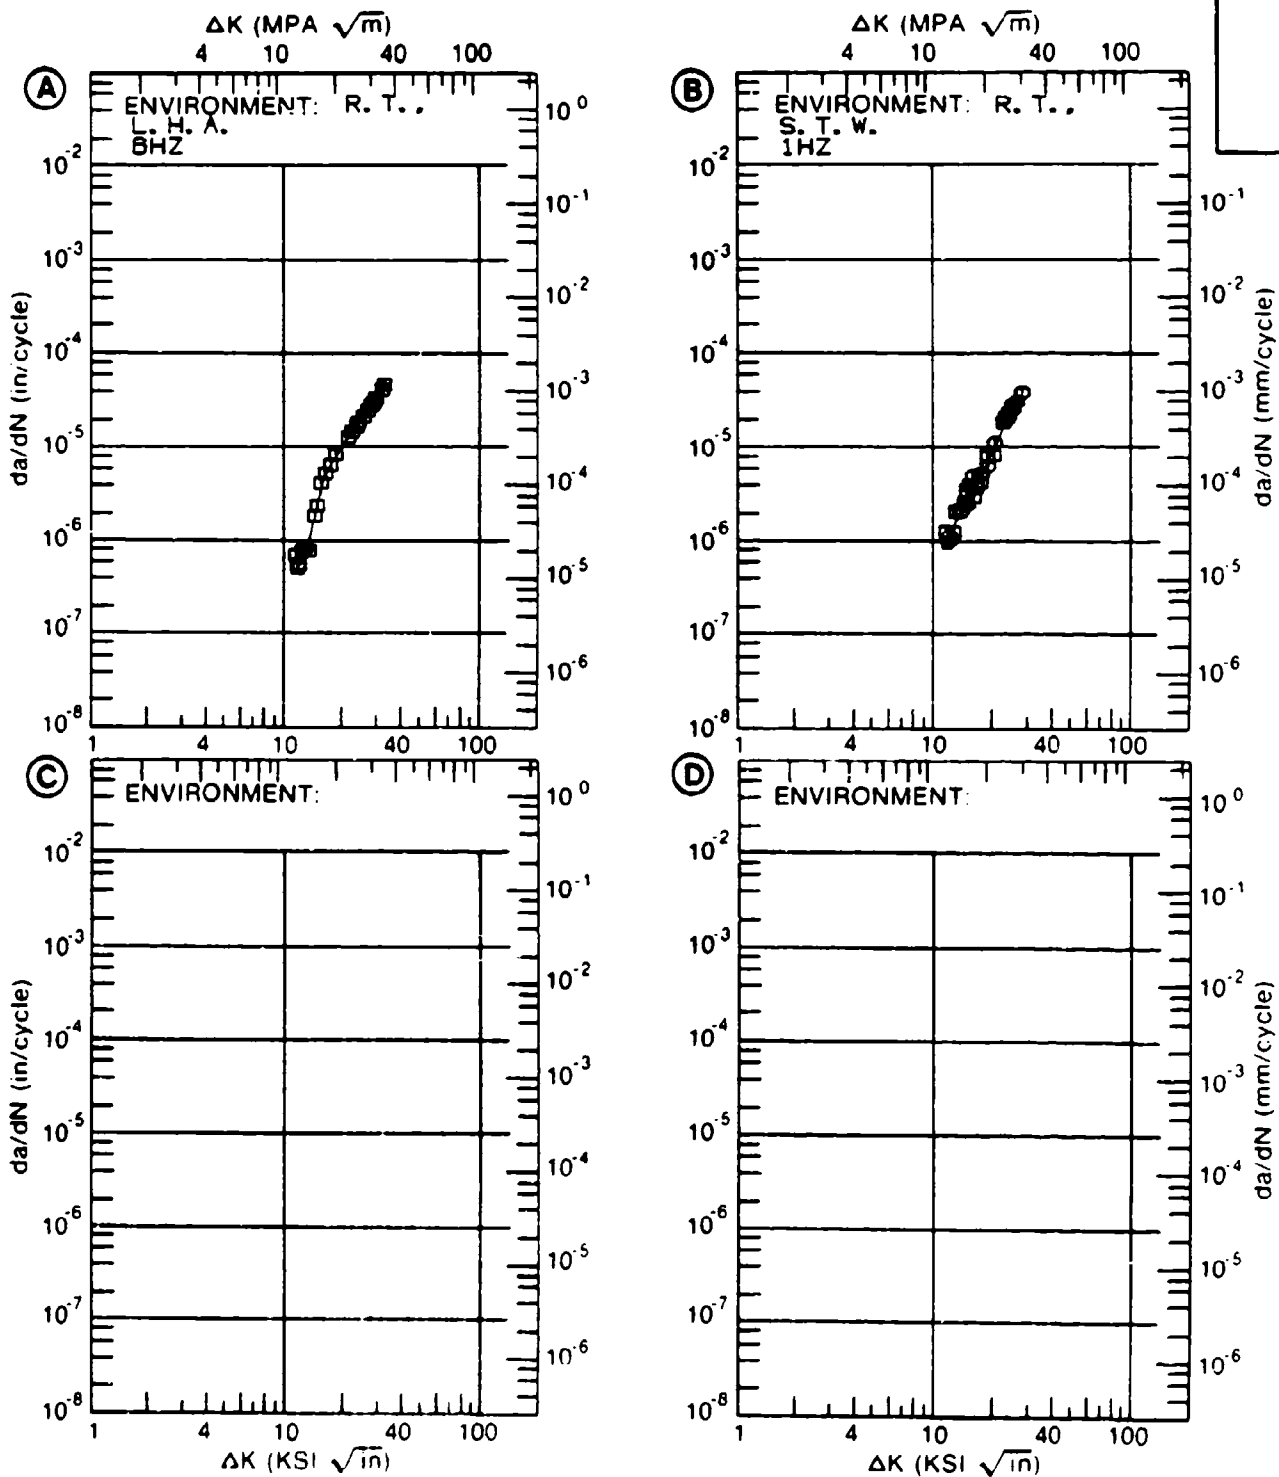 ΔK (MPA √m)
4 10 40 100
A
ENVIRONMENT: R. T.,
L. H. A.
6HZ
10⁰
10⁻¹
10⁻²
10⁻³
10⁻⁴
10⁻⁵
10⁻⁶
10⁻²
10⁻³
10⁻⁴
10⁻⁵
10⁻⁶
10⁻⁷
10⁻⁸
da/dN (in/cycle)
1 4 10 40 100
ΔK (MPA √m)
4 10 40 100
B
ENVIRONMENT: R. T.,
S. T. W.
1HZ
10⁻²
10⁻³
10⁻⁴
10⁻⁵
10⁻⁶
10⁻⁷
10⁻⁸
10⁻¹
10⁻²
10⁻³
10⁻⁴
10⁻⁵
10⁻⁶
da/dN (mm/cycle)
1 4 10 40 100
C
ENVIRONMENT:
10⁻²
10⁻³
10⁻⁴
10⁻⁵
10⁻⁶
10⁻⁷
10⁻⁸
10⁰
10⁻¹
10⁻²
10⁻³
10⁻⁴
10⁻⁵
10⁻⁶
da/dN (in/cycle)
1 4 10 40 100
ΔK (KSI √in)
D
ENVIRONMENT:
10⁻²
10⁻³
10⁻⁴
10⁻⁵
10⁻⁶
10⁻⁷
10⁻⁸
10⁰
10⁻¹
10⁻²
10⁻³
10⁻⁴
10⁻⁵
10⁻⁶
da/dN (mm/cycle)
1 4 10 40 100
ΔK (KSI √in)